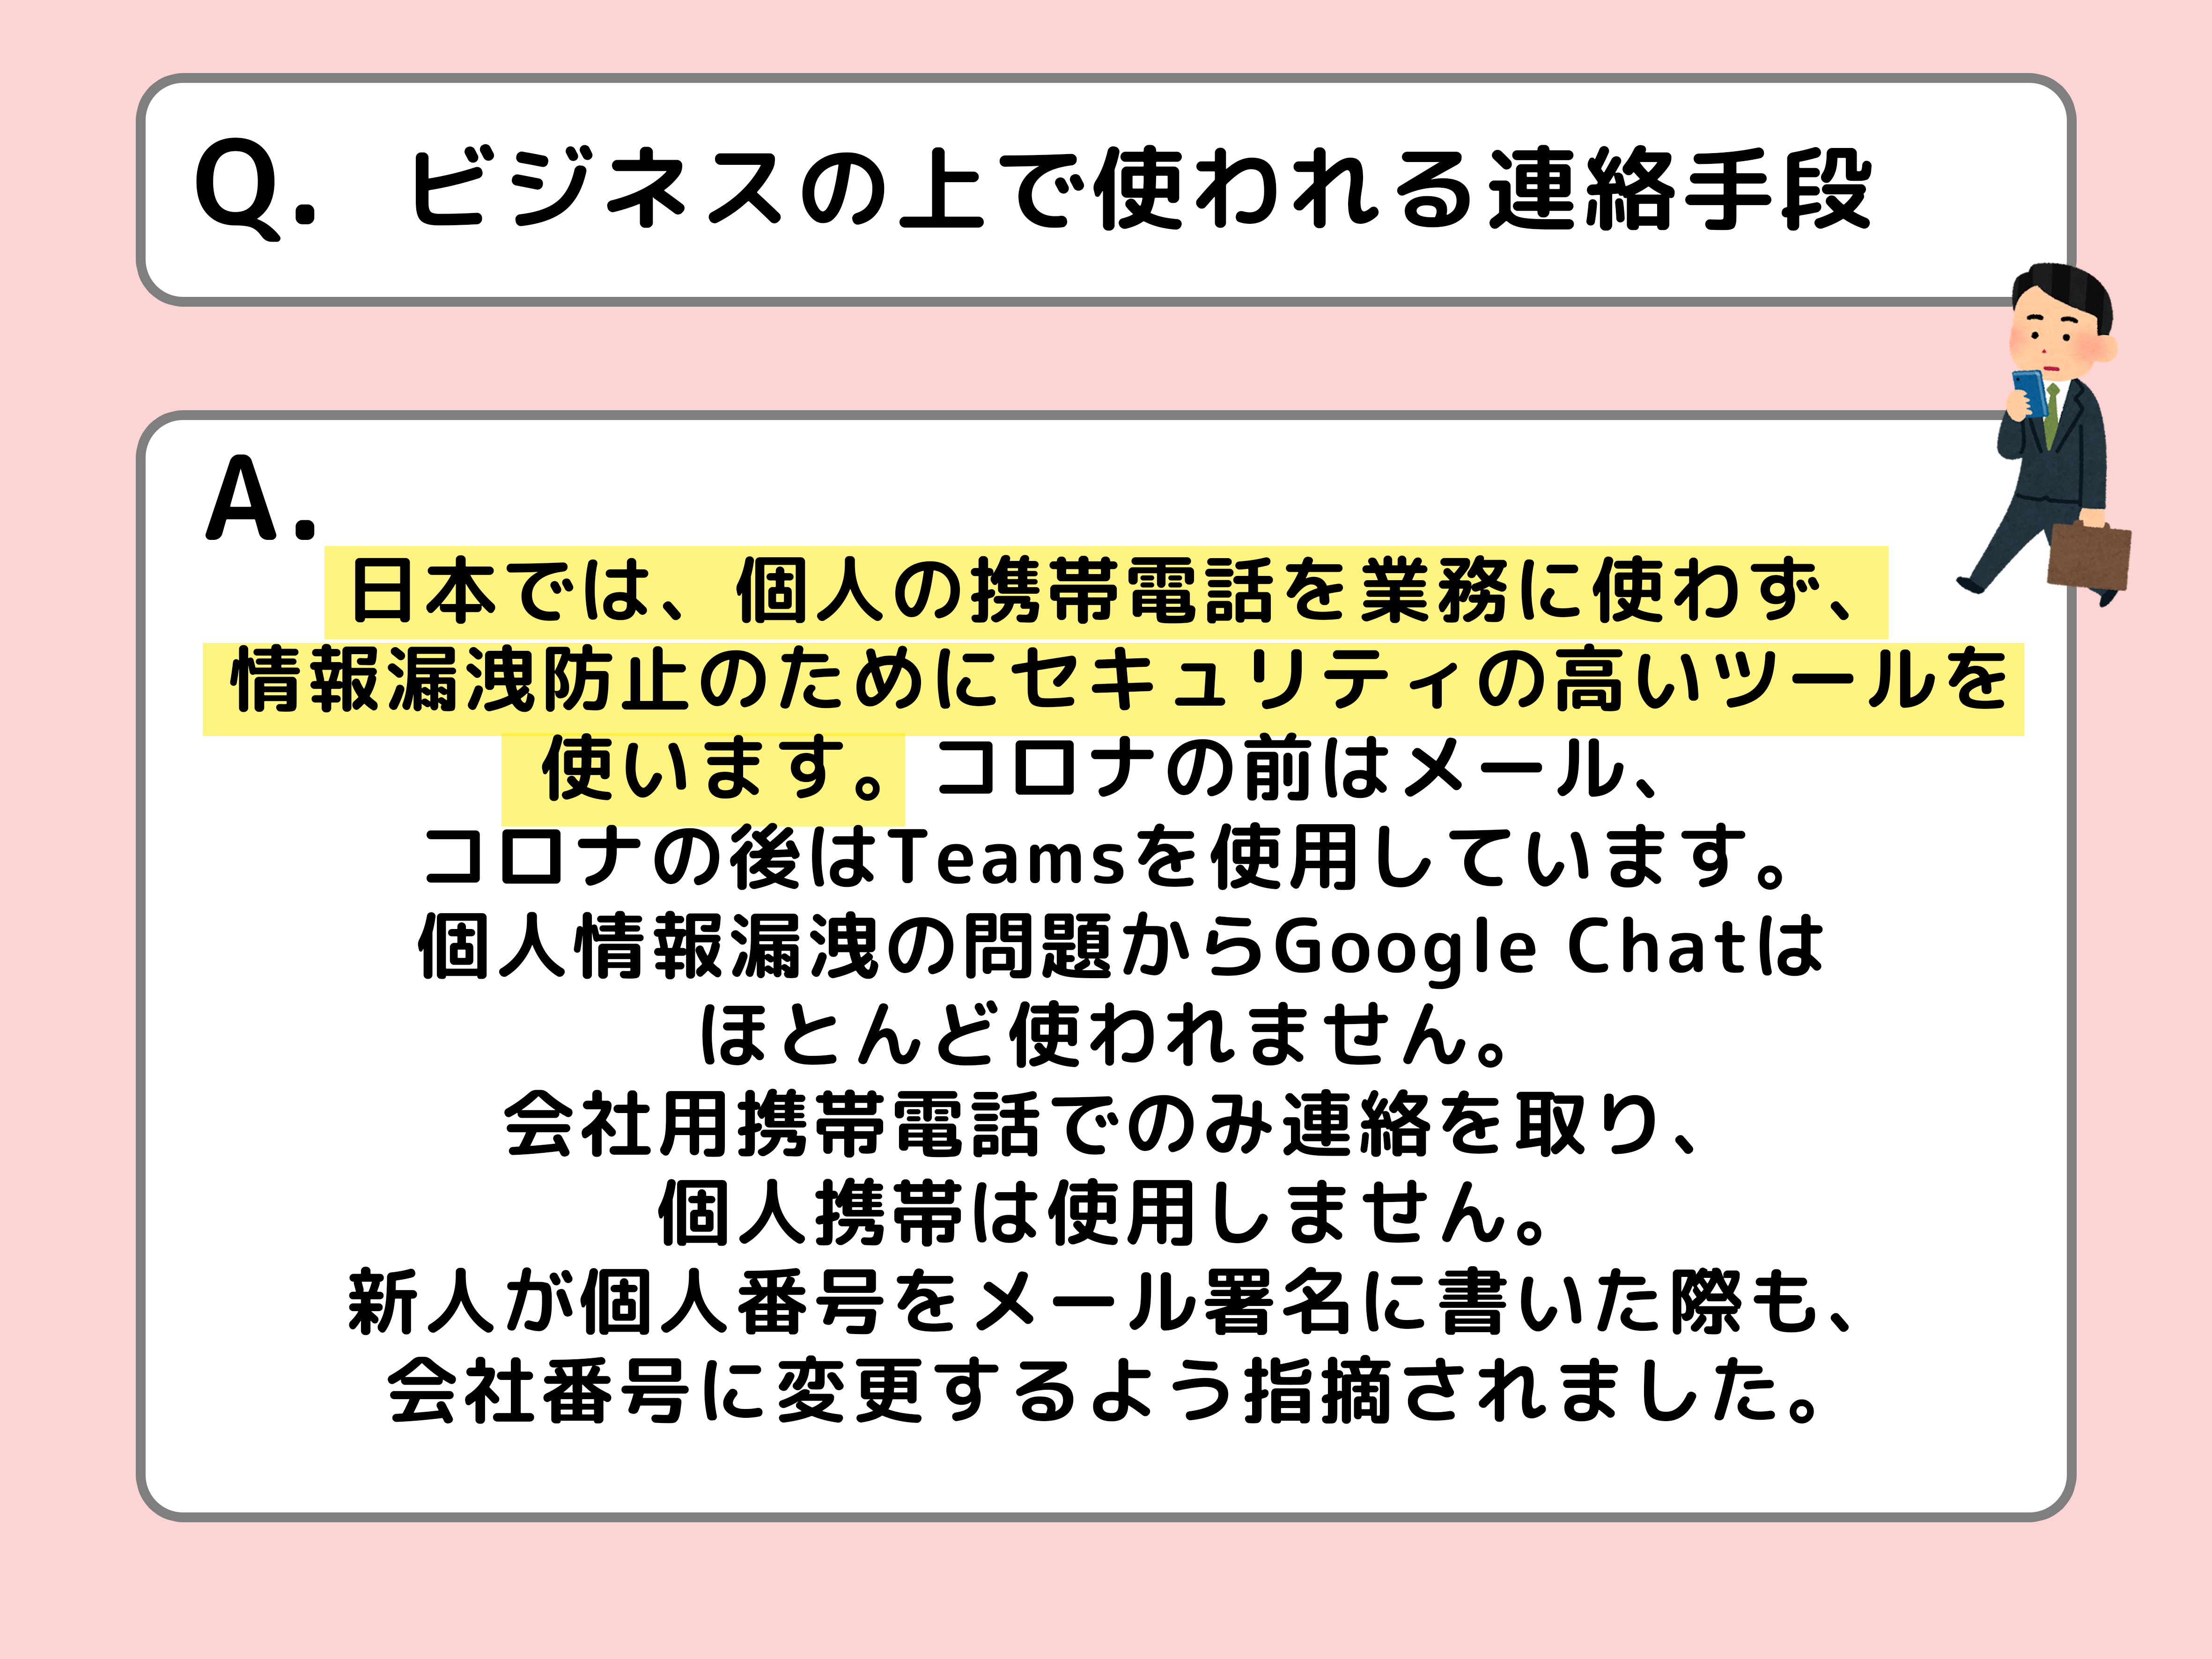 Q. ビジネスの上で使われる連絡手段
A.
日本では、個人の携帯電話を業務に使わず、
情報漏洩防止のためにセキュリティの高いツールを
使います。コロナの前はメール、
コロナの後はTeamsを使用しています。
個人情報漏洩の問題からGoogle Chatは
ほとんど使われません。
会社用携帯電話でのみ連絡を取り、
個人携帯は使用しません。
新人が個人番号をメール署名に書いた際も、
会社番号に変更するよう指摘されました。